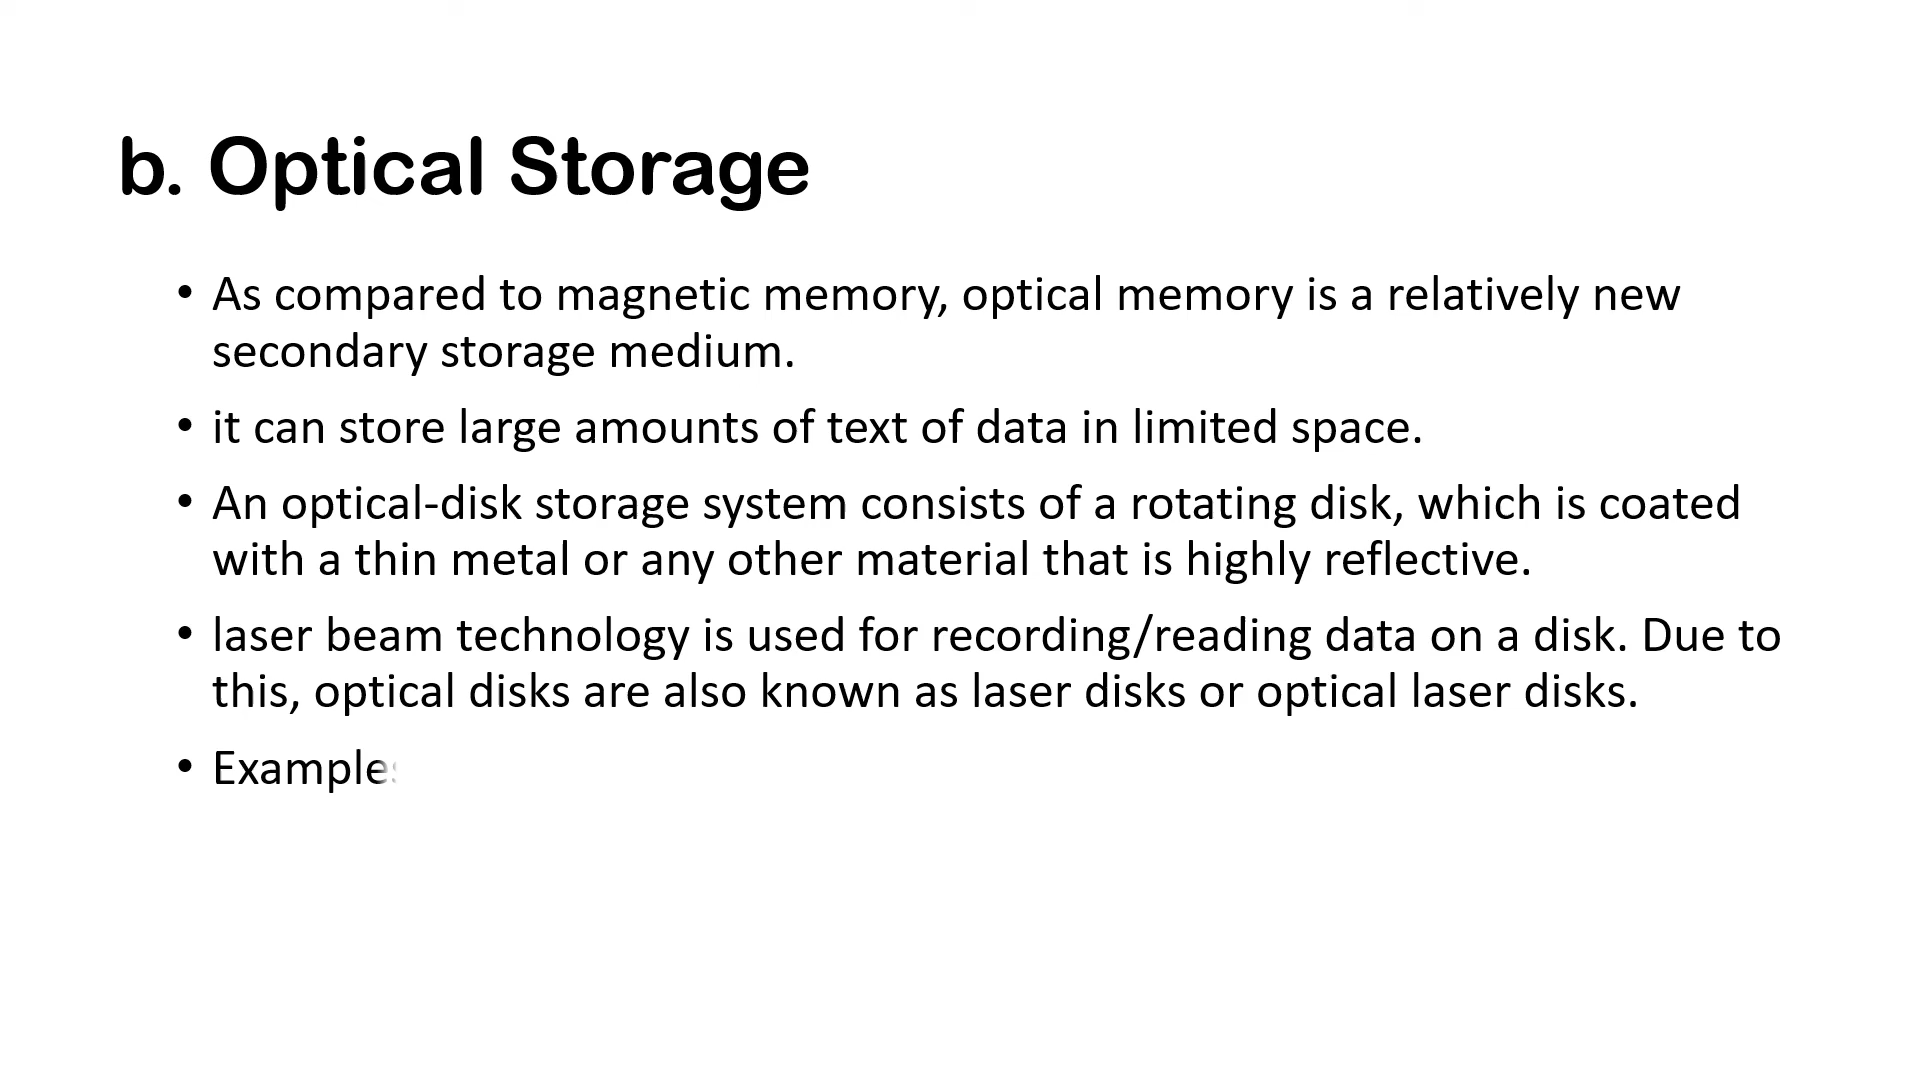 b. Optical Storage
• As compared to magnetic memory, optical memory is a relatively new
secondary storage medium.
• it can store large amounts of text of data in limited space.
• An optical-disk storage system consists of a rotating disk, which is coated
with a thin metal or any other material that is highly reflective.
• laser beam technology is used for recording/reading data on a disk. Due to
this, optical disks are also known as laser disks or optical laser disks.
• Examples